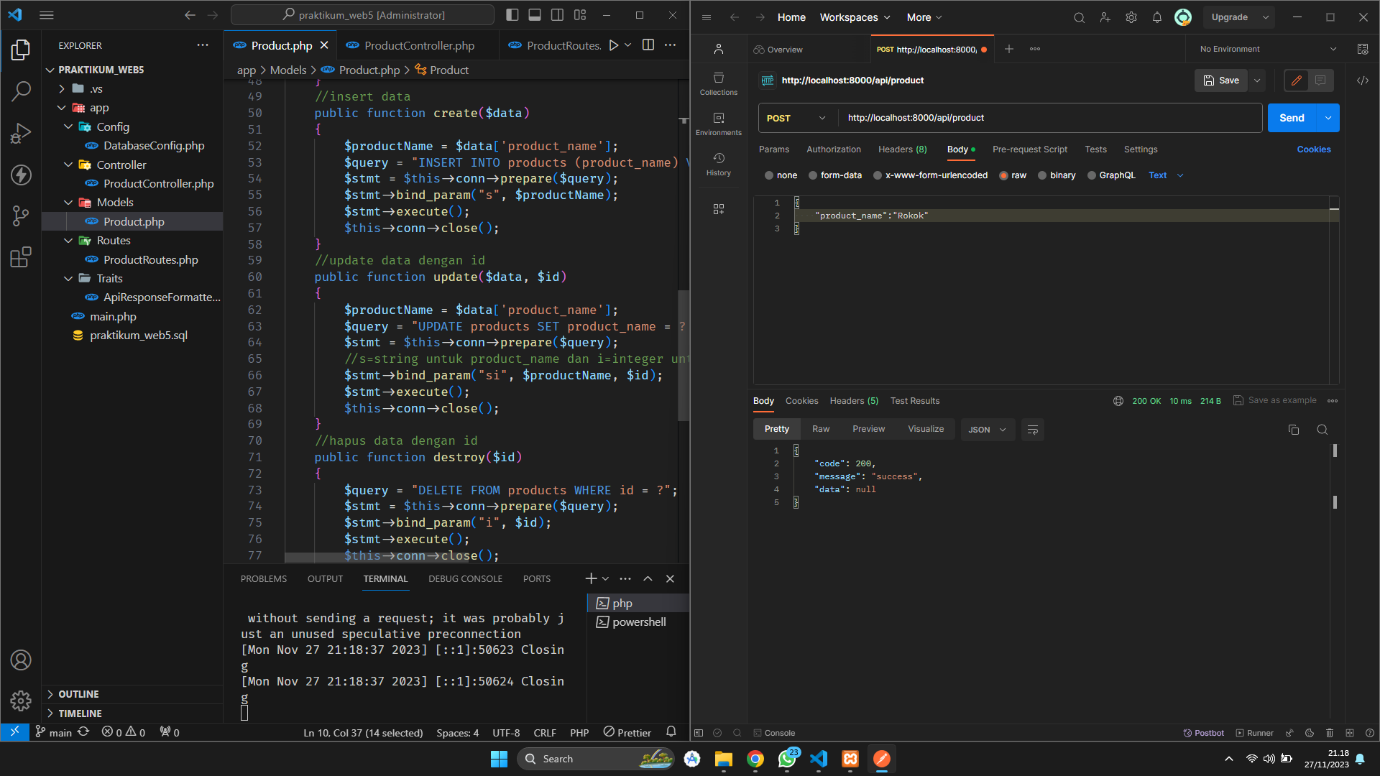 praktikum_web5 [Administrator]
EXPLORER
PRAKTIKUM_WEB5
.vs
app
Config
DatabaseConfig.php
Controller
ProductController.php
Models
Product.php
Routes
ProductRoutes.php
Traits
ApiResponseFormatte...
main.php
praktikum_web5.sql
OUTLINE
TIMELINE
Product.php
ProductController.php
ProductRoutes.
app > Models > Product.php > Product
48 }
49 //insert data
50 public function create($data)
51 {
52 $productName = $data['product_name'];
53 $query = "INSERT INTO products (product_name)
54 $stmt = $this->conn->prepare($query);
55 $stmt->bind_param("s", $productName);
56 $stmt->execute();
57 $this->conn->close();
58 }
59 //update data dengan id
60 public function update($data, $id)
61 {
62 $productName = $data['product_name'];
63 $query = "UPDATE products SET product_name = ?
64 $stmt = $this->conn->prepare($query);
65 //s=string untuk product_name dan i=integer un
66 $stmt->bind_param("si", $productName, $id);
67 $stmt->execute();
68 $this->conn->close();
69 }
70 //hapus data dengan id
71 public function destroy($id)
72 {
73 $query = "DELETE FROM products WHERE id = ?";
74 $stmt = $this->conn->prepare($query);
75 $stmt->bind_param("i", $id);
76 $stmt->execute();
77 $this->conn->close();
PROBLEMS OUTPUT TERMINAL DEBUG CONSOLE PORTS
without sending a request; it was probably j
ust an unused speculative preconnection
[Mon Nov 27 21:18:37 2023] [::1]:50623 Closin
g
[Mon Nov 27 21:18:37 2023] [::1]:50624 Closin
g
php
powershell
main 0 0 0 Ln 10, Col 37 (14 selected) Spaces: 4 UTF-8 CRLF PHP Prettier
Home Workspaces More Upgrade
Collections
Environments
History
Overview
POST http://localhost:8000/
No Environment
http://localhost:8000/api/product
Save
POST http://localhost:8000/api/product Send
Params Authorization Headers (8) Body Pre-request Script Tests Settings Cookies
none form-data x-www-form-urlencoded raw binary GraphQL Text
1 {
2 "product_name":"Rokok"
3 }
Body Cookies Headers (5) Test Results 200 OK 10 ms 214 B Save as example
Pretty Raw Preview Visualize JSON
1 {
2 "code": 200,
3 "message": "success",
4 "data": null
5 }
Console Postbot Runner
Search
23
21.18
27/11/2023